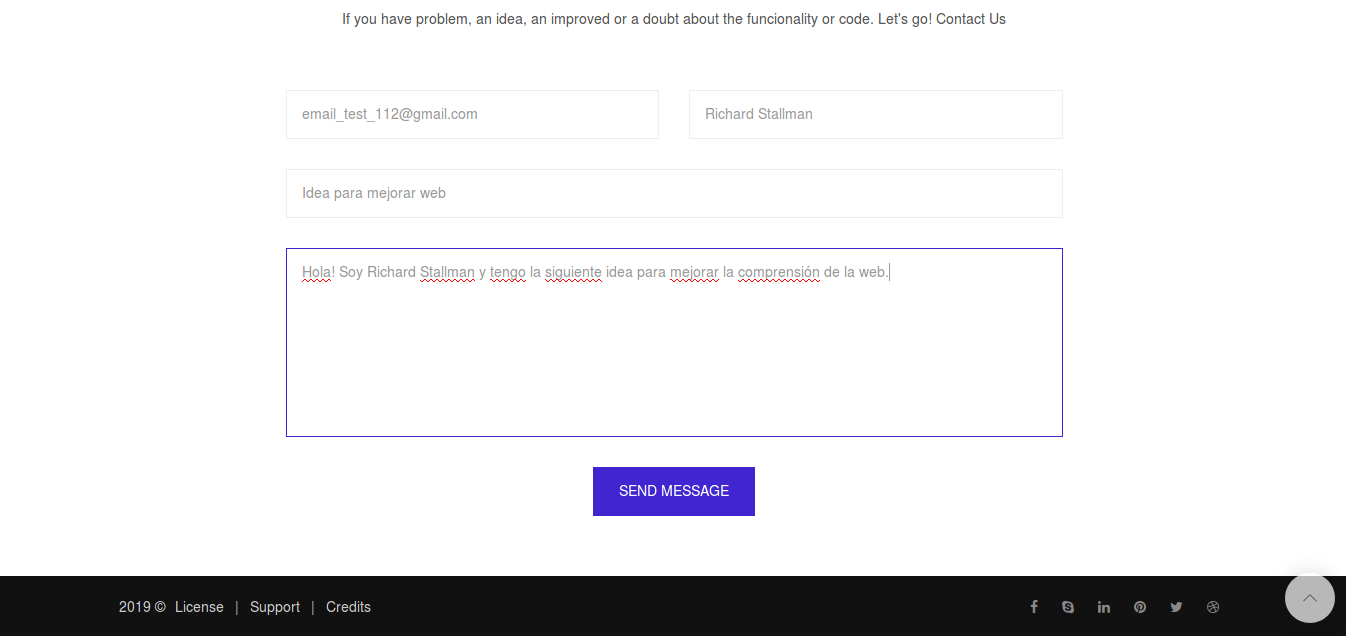 If you have problem, an idea, an improved or a doubt about the funcionality or code. Let's go! Contact Us
email_test_112@gmail.com
Richard Stallman
Idea para mejorar web
Hola! Soy Richard Stallman y tengo la siguiente idea para mejorar la comprensión de la web.
SEND MESSAGE
2019 © License | Support | Credits